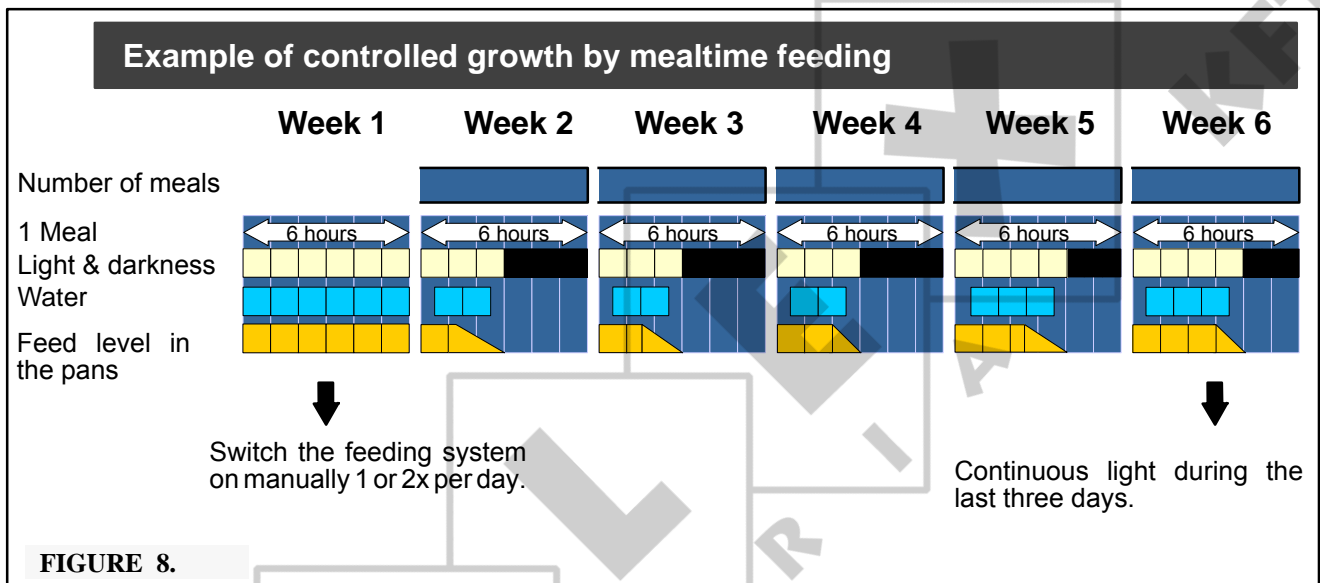 Example of controlled growth by mealtime feeding
Week 1 Week 2 Week 3 Week 4 Week 5 Week 6
Number of meals
1 Meal
6 hours 6 hours 6 hours 6 hours 6 hours 6 hours
Light & darkness
Water
Feed level in
the pans
Switch the feeding system
on manually 1 or 2x per day.
Continuous light during the
last three days.
FIGURE 8.
KFT
RIA